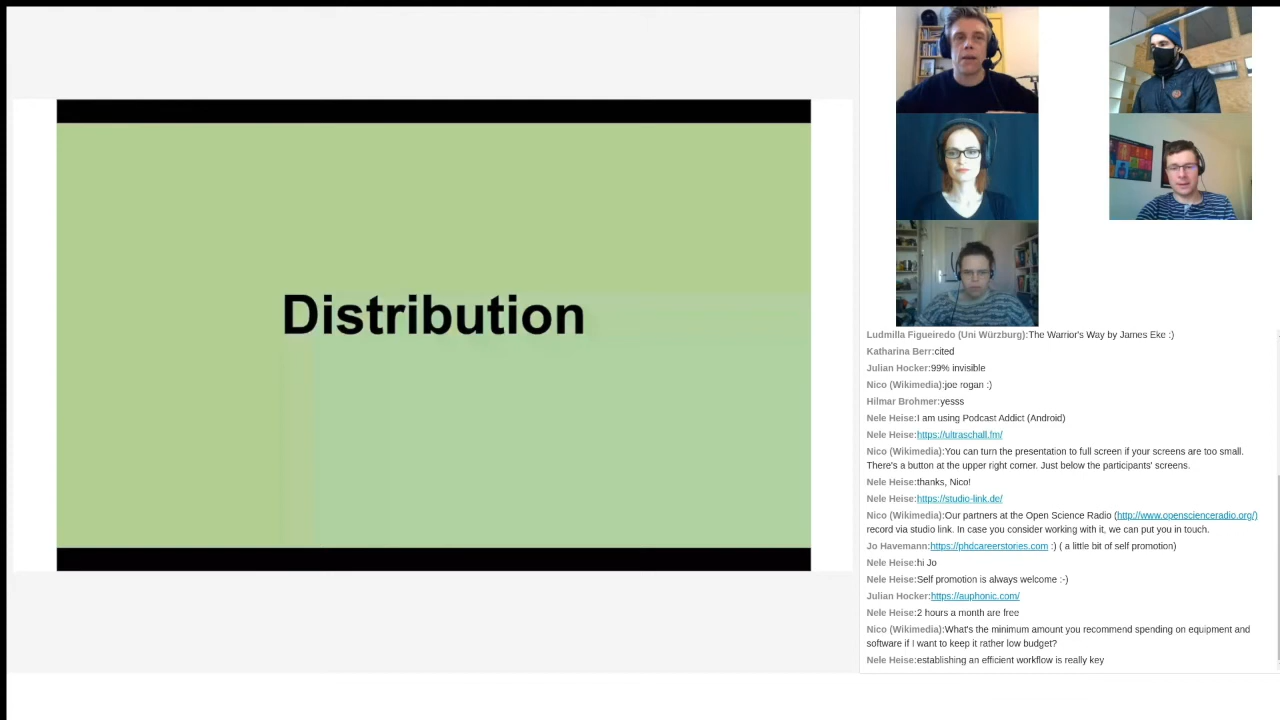 Distribution
Ludmilla Figueiredo (Uni Würzburg):The Warrior's Way by James Eke :)
Katharina Berr:cited
Julian Hocker:99% invisible
Nico (Wikimedia):joe rogan :)
Hilmar Brohmer:yesss
Nele Heise:I am using Podcast Addict (Android)
Nele Heise:https://ultraschall.fm/
Nico (Wikimedia):You can turn the presentation to full screen if your screens are too small.
There's a button at the upper right corner. Just below the participants' screens.
Nele Heise:thanks, Nico!
Nele Heise:https://studio-link.de/
Nico (Wikimedia):Our partners at the Open Science Radio (http://www.openscienceradio.org/)
record via studio link. In case you consider working with it, we can put you in touch.
Jo Havemann:https://phdcareerstories.com :) ( a little bit of self promotion)
Nele Heise:hi Jo
Nele Heise:Self promotion is always welcome :-)
Julian Hocker:https://auphonic.com/
Nele Heise:2 hours a month are free
Nico (Wikimedia):What's the minimum amount you recommend spending on equipment and
software if I want to keep it rather low budget?
Nele Heise:establishing an efficient workflow is really key